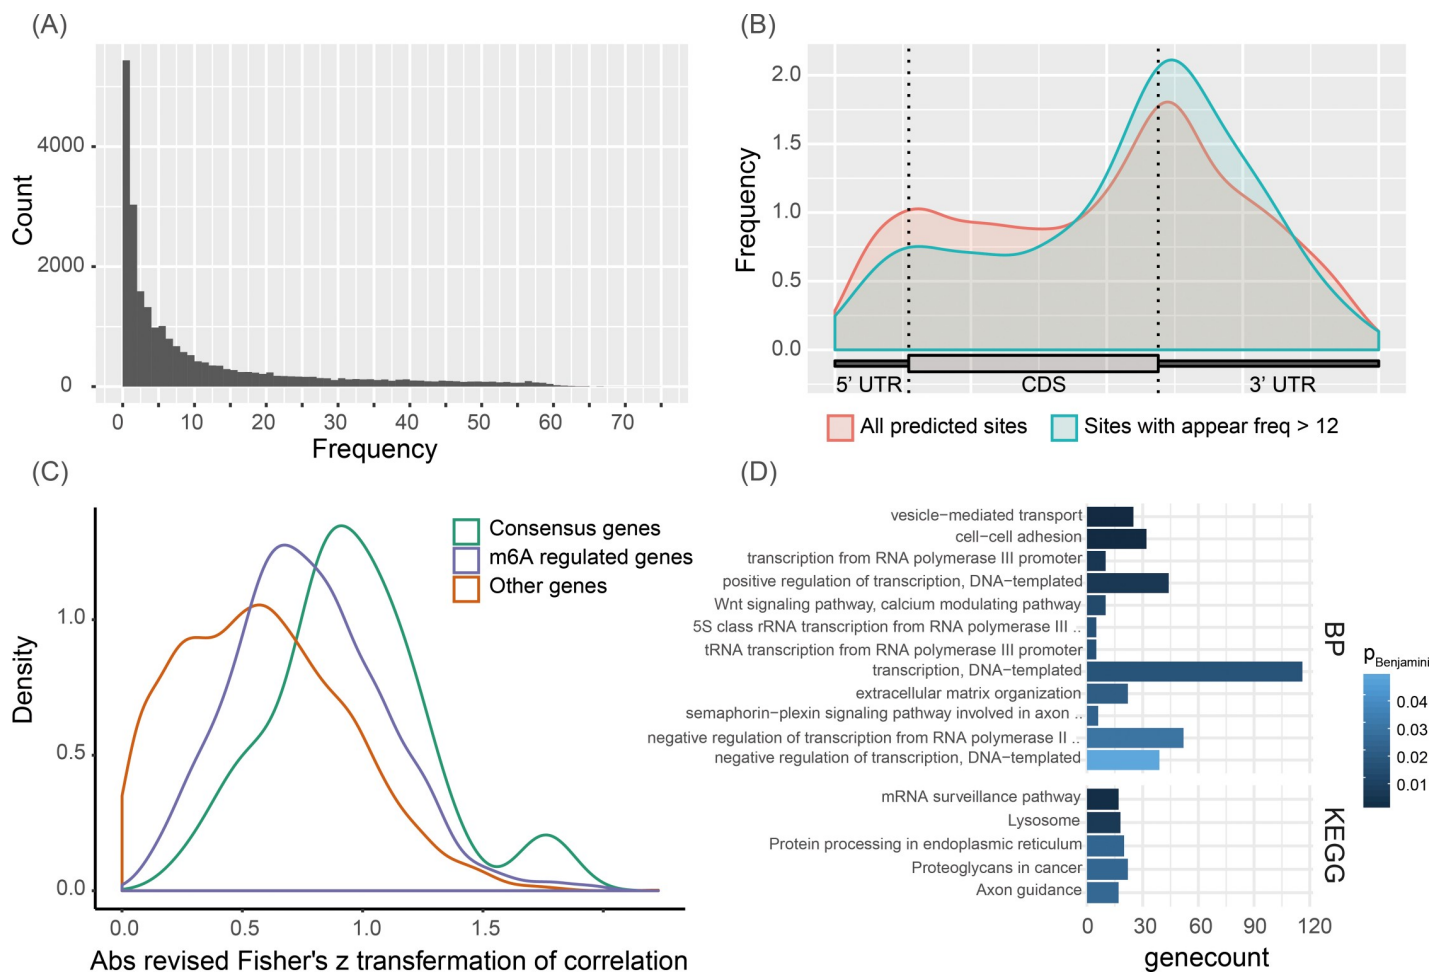 (A)
Count
4000
2000
0
0 10 20 30 40 50 60 70
Frequency
(B)
Frequency
2.0
1.5
1.0
0.5
0.0
5' UTR CDS 3' UTR
All predicted sites Sites with appear freq > 12
(C)
Density
1.0
0.5
0.0
Consensus genes
m6A regulated genes
Other genes
0.0 0.5 1.0 1.5
Abs revised Fisher's z transfermation of correlation
(D)
vesicle−mediated transport
cell−cell adhesion
transcription from RNA polymerase III promoter
positive regulation of transcription, DNA−templated
Wnt signaling pathway, calcium modulating pathway
5S class rRNA transcription from RNA polymerase III ..
tRNA transcription from RNA polymerase III promoter
transcription, DNA−templated
extracellular matrix organization
semaphorin−plexin signaling pathway involved in axon ..
negative regulation of transcription from RNA polymerase II ..
negative regulation of transcription, DNA−templated
BP
mRNA surveillance pathway
Lysosome
Protein processing in endoplasmic reticulum
Proteoglycans in cancer
Axon guidance
KEGG
0 30 60 90 120
genecount
pBenjamini
0.04
0.03
0.02
0.01